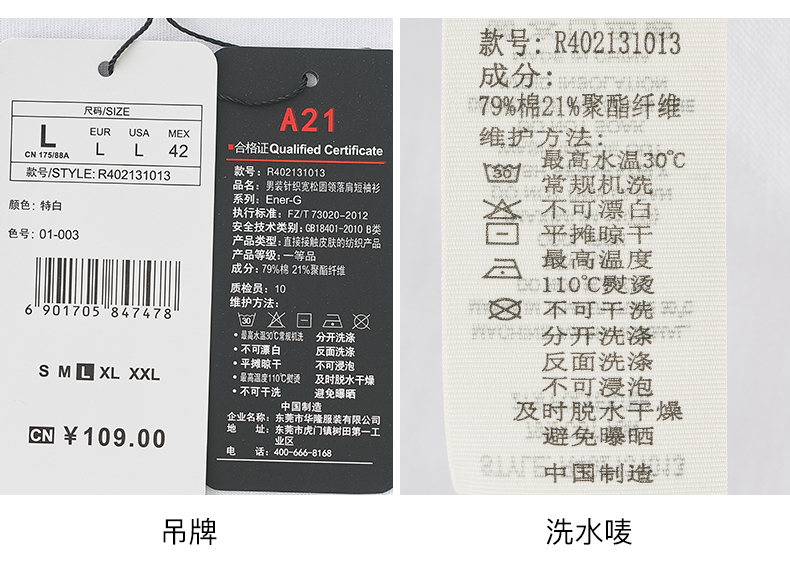 尺码/SIZE
L
CN 175/88A
EUR
L
USA
L
MEX
42
款号/STYLE: R402131013
颜色: 特白
色号: 01-003
6 901705 847478
S M L XL XXL
CN ¥109.00
A21
合格证Qualified Certificate
款号: R402131013
品名: 男装针织宽松圆领落肩短袖衫
系列: Ener-G
执行标准: FZ/T 73020-2012
安全技术类别: GB18401-2010 B类
产品类型: 直接接触皮肤的纺织产品
产品等级: 一等品
成分: 79%棉 21%聚酯纤维
质检员: 10
维护方法:
30
· 最高水温30℃常规机洗 分开洗涤
· 不可漂白 反面洗涤
· 平摊晾干 不可浸泡
· 最高温度110℃熨烫 及时脱水干燥
· 不可干洗 避免曝晒
中国制造
企业名称: 东莞市华隆服装有限公司
地 址: 东莞市虎门镇树田第一工
业区
电 话: 400-666-8168
款号: R402131013
成分:
79%棉21%聚酯纤维
维护方法:
30 最高水温30℃
常规机洗
不可漂白
平摊晾干
最高温度
110℃熨烫
不可干洗
分开洗涤
反面洗涤
不可浸泡
及时脱水干燥
避免曝晒
中国制造
吊牌
洗水唛